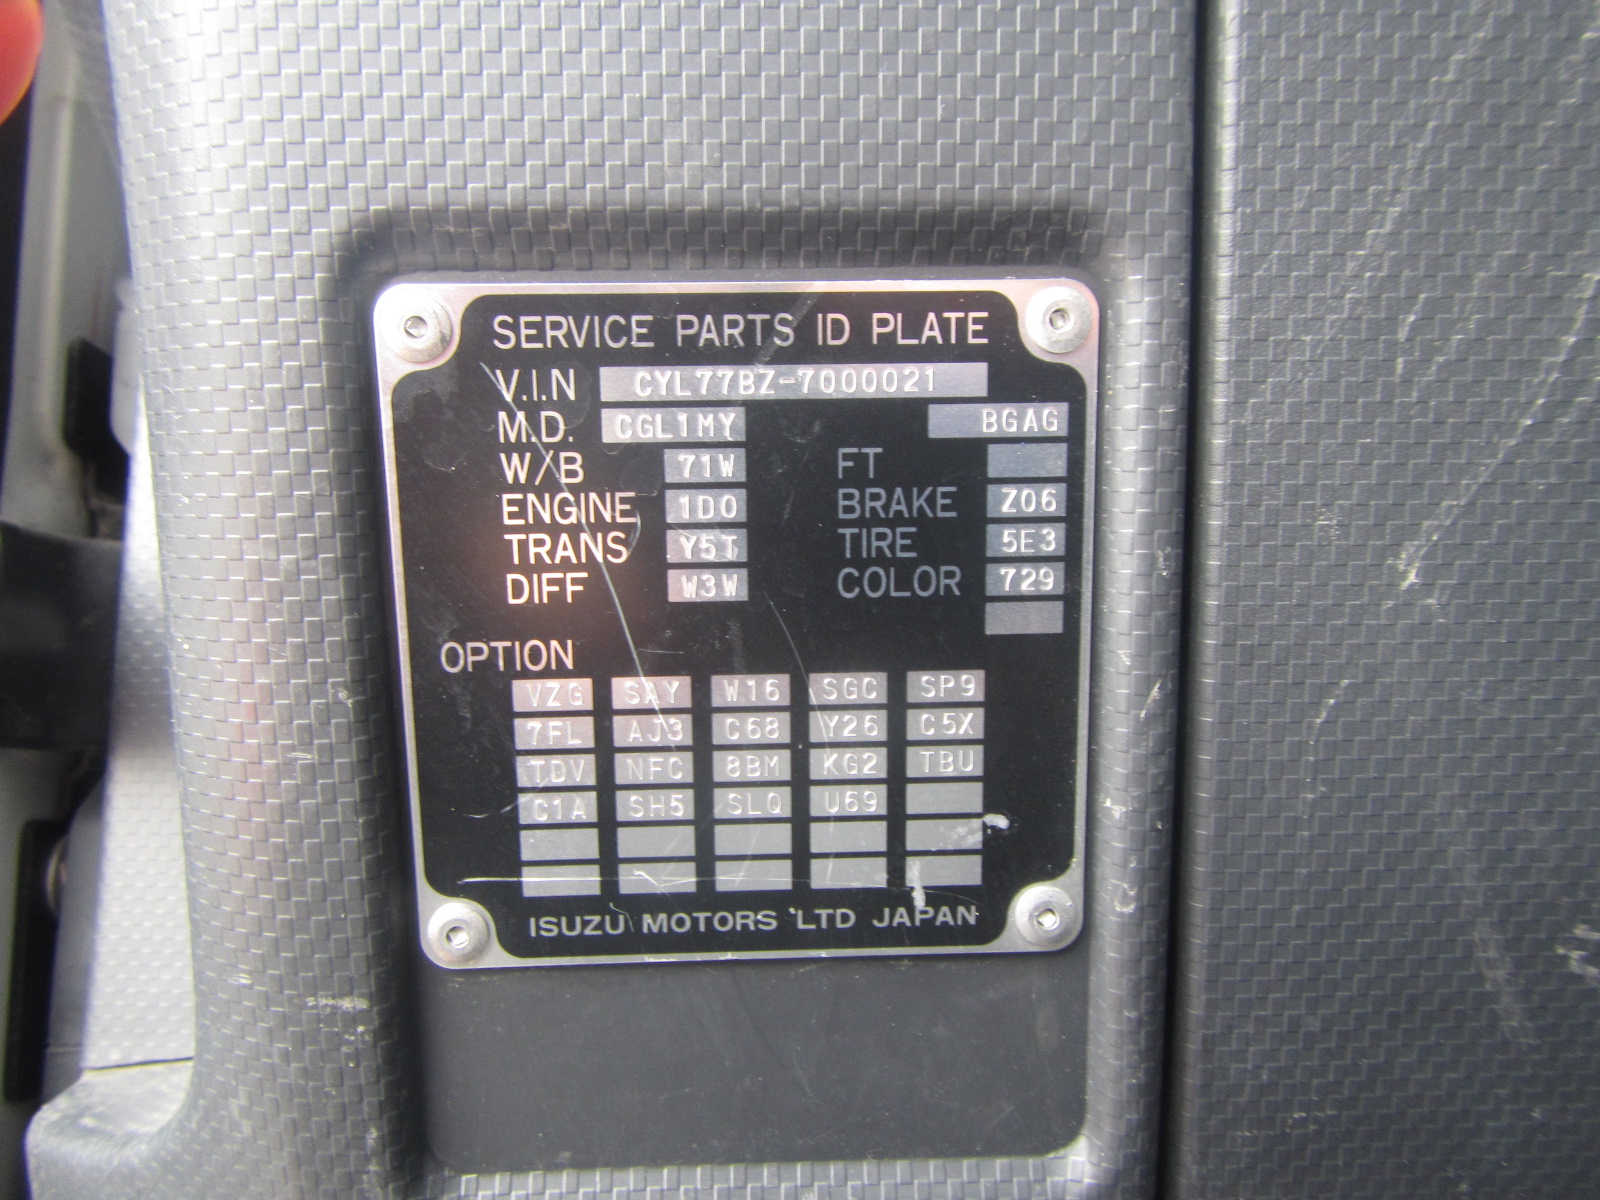 SERVICE PARTS ID PLATE
V.I.N CYL77BZ-7000021
M.D. CGL1MY BGAG
W/B 71W FT
ENGINE 1D0 BRAKE Z06
TRANS Y5T TIRE 5E3
DIFF W3W COLOR 729
OPTION
VZG SAY W16 SGC SP9
7FL AJ3 C68 Y26 C5X
TDV NFC 8BM KG2 TBU
C1A SH5 SLQ U69
ISUZU MOTORS LTD JAPAN